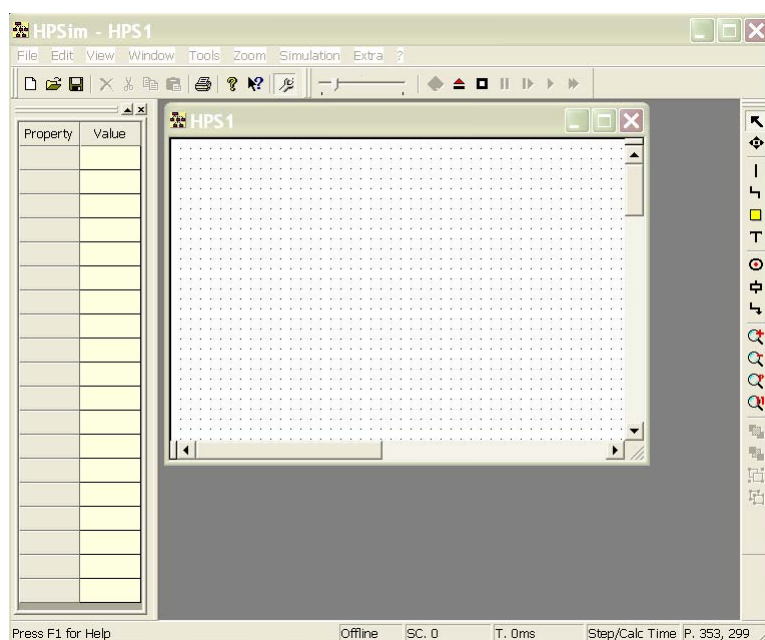 HPSim - HPS1
File Edit View Window Tools Zoom Simulation Extra ?
Property Value
HPS1
T
Press F1 for Help Offline SC. 0 T. 0ms Step/Calc Time P. 353, 299